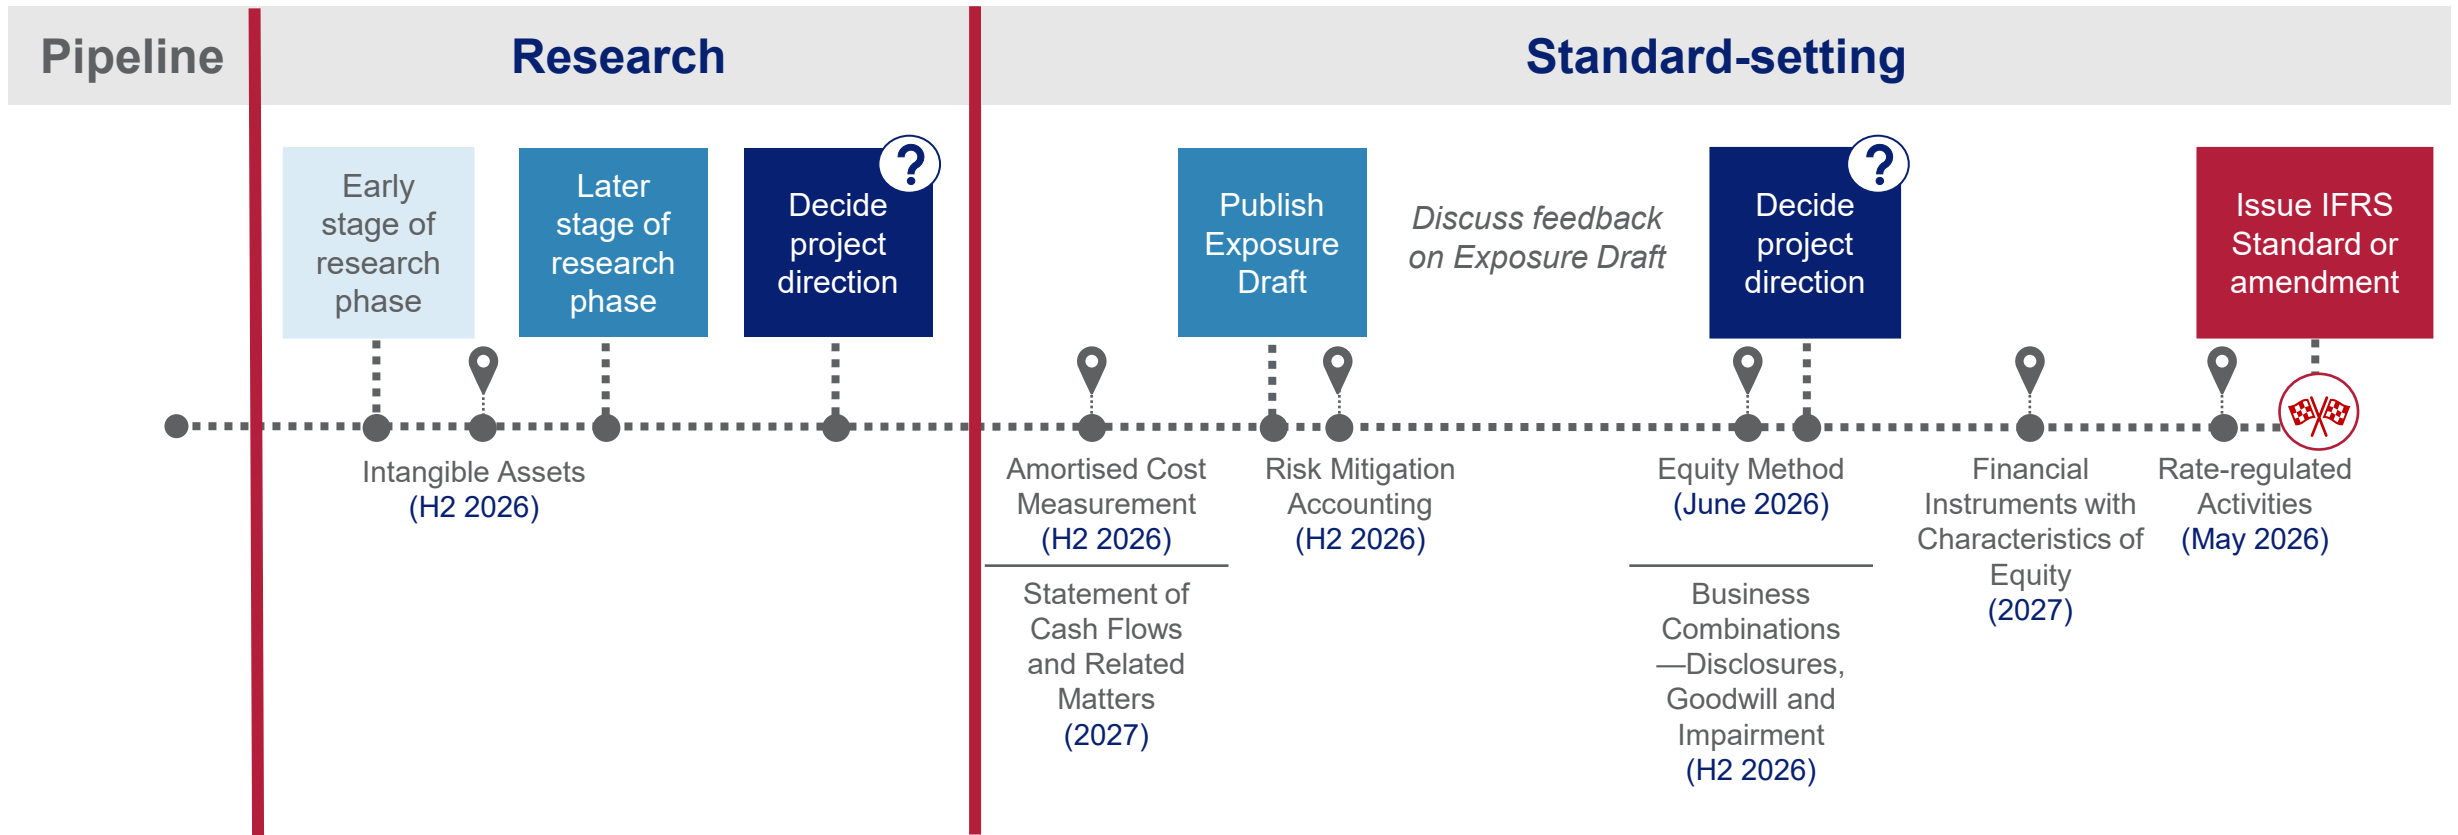 Pipeline
Research
Standard-setting
Early
stage of
research
phase
Later
stage of
research
phase
Decide
project
direction
?
Publish
Exposure
Draft
Discuss feedback
on Exposure Draft
Decide
project
direction
?
Issue IFRS
Standard or
amendment
Intangible Assets
(H2 2026)
Amortised Cost
Measurement
(H2 2026)
Statement of
Cash Flows
and Related
Matters
(2027)
Risk Mitigation
Accounting
(H2 2026)
Equity Method
(June 2026)
Business
Combinations
—Disclosures,
Goodwill and
Impairment
(H2 2026)
Financial
Instruments with
Characteristics of
Equity
(2027)
Rate-regulated
Activities
(May 2026)